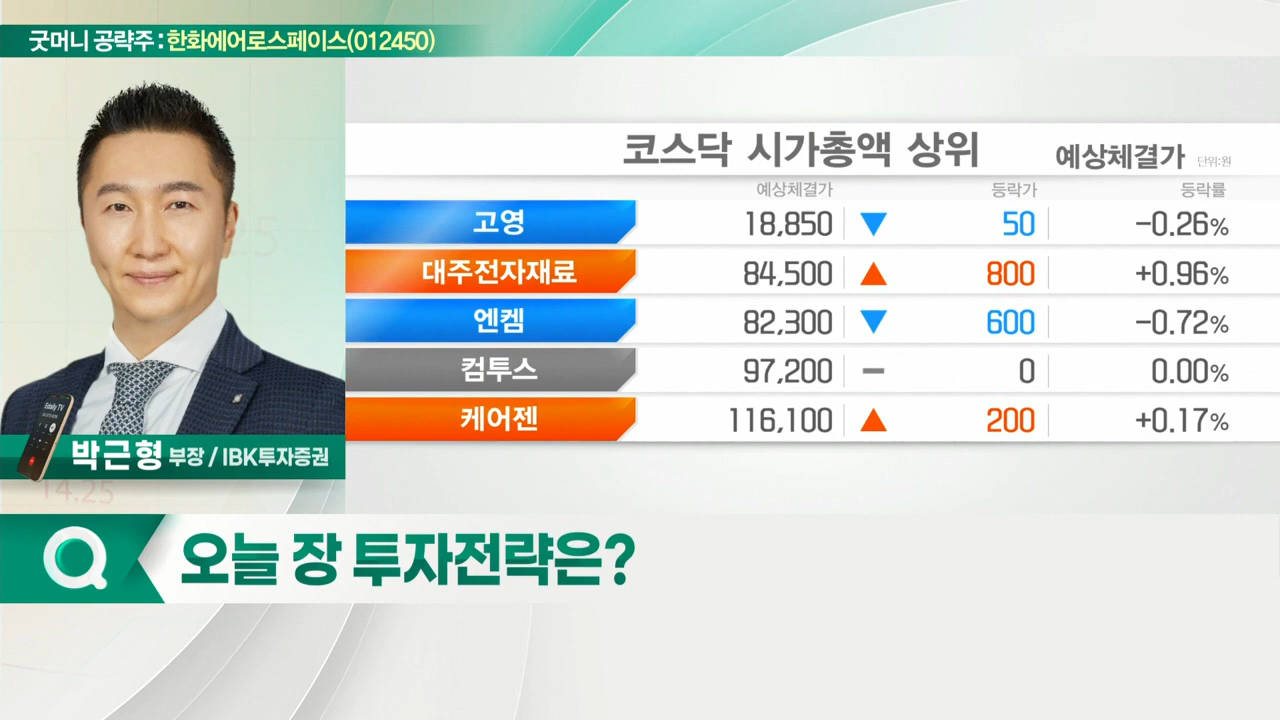 굿머니 공략주 : 한화에어로스페이스(012450)
코스닥 시가총액 상위 예상체결가 단위:원
예상체결가 등락가 등락률
고영 18,850 ▼ 50 -0.26%
대주전자재료 84,500 ▲ 800 +0.96%
엔켐 82,300 ▼ 600 -0.72%
컴투스 97,200 - 0 0.00%
케어젠 116,100 ▲ 200 +0.17%
Edaily TV
박근형 부장 / IBK투자증권
14.25
Q 오늘 장 투자전략은?